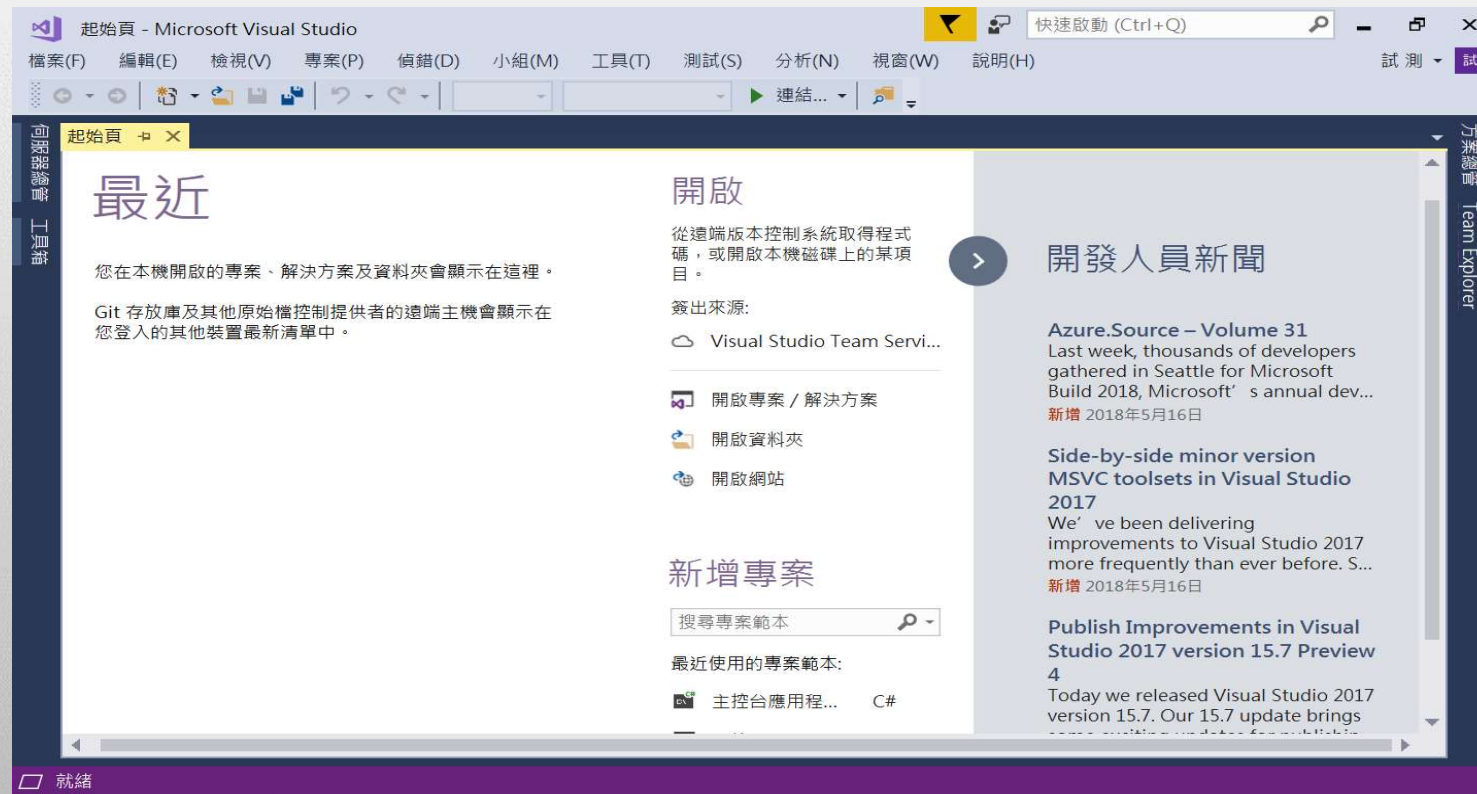 起始頁 - Microsoft Visual Studio
快速啟動 (Ctrl+Q)
檔案(F) 編輯(E) 檢視(V) 專案(P) 偵錯(D) 小組(M) 工具(T) 測試(S) 分析(N) 視窗(W) 說明(H)
試 測 試
連結...
伺服器總管
工具箱
起始頁
最近
您在本機開啟的專案、解決方案及資料夾會顯示在這裡。
Git 存放庫及其他原始檔控制提供者的遠端主機會顯示在
您登入的其他裝置最新清單中。
開啟
從遠端版本控制系統取得程式
碼,或開啟本機磁碟上的某項
目。
簽出來源:
Visual Studio Team Servi...
開啟專案 / 解決方案
開啟資料夾
開啟網站
新增專案
搜尋專案範本
最近使用的專案範本:
主控台應用程... C#
開發人員新聞
Azure.Source – Volume 31
Last week, thousands of developers
gathered in Seattle for Microsoft
Build 2018, Microsoft’s annual dev...
新增 2018年5月16日
Side-by-side minor version
MSVC toolsets in Visual Studio
2017
We’ve been delivering
improvements to Visual Studio 2017
more frequently than ever before. S...
新增 2018年5月16日
Publish Improvements in Visual
Studio 2017 version 15.7 Preview
4
Today we released Visual Studio 2017
version 15.7. Our 15.7 update brings
some exciting updates for publishin
方案總管
Team Explorer
就緒